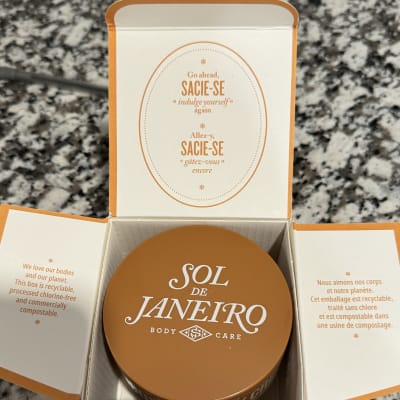 Go ahead,
SACIE-SE
"indulge yourself"
again
Allez-y,
SACIE-SE
"gâtez-vous"
encore
We love our bodies
and our planet.
This box is recyclable,
processed chlorine-free
and commercially
compostable.
SOL
DE
JANEIRO
BODY CARE
Nous aimons nos corps
et notre planète.
Cet emballage est recyclable,
traité sans chlore
et est compostable dans
une usine de compostage.